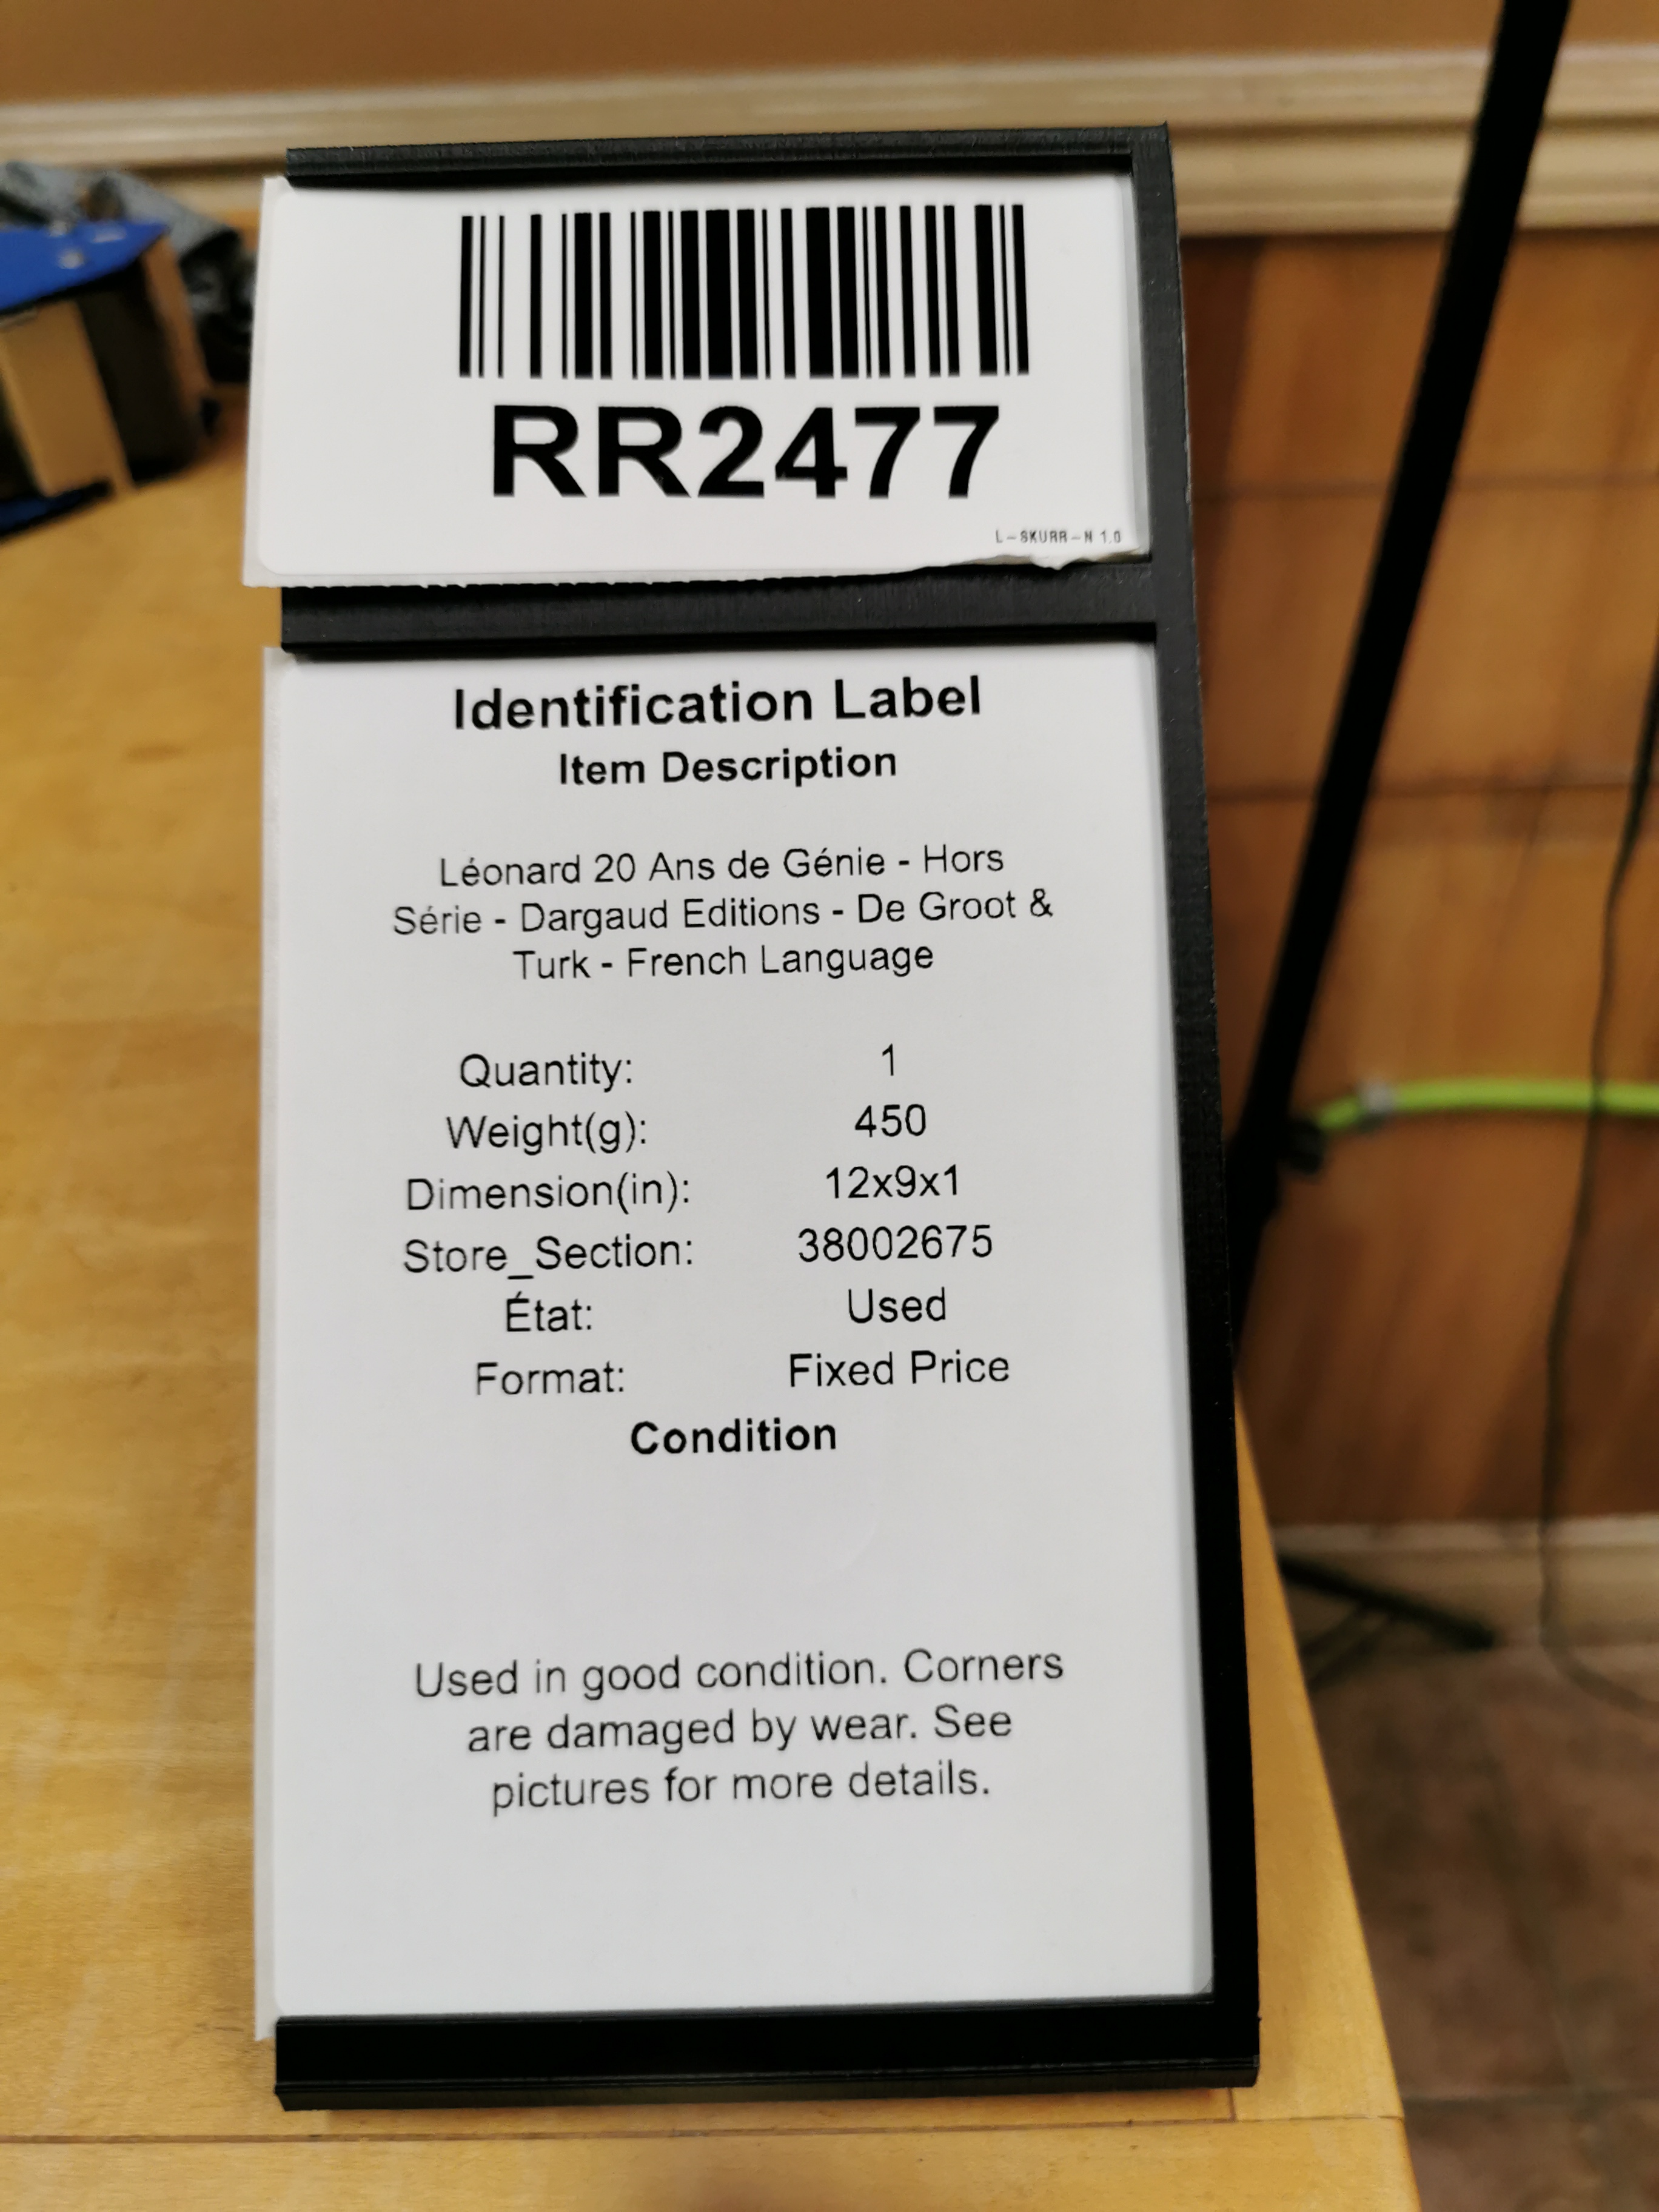 RR2477
L-SKURR-N 1.0
Identification Label
Item Description
Léonard 20 Ans de Génie - Hors
Série - Dargaud Editions - De Groot &
Turk - French Language
Quantity: 1
Weight(g): 450
Dimension(in): 12x9x1
Store_Section: 38002675
État: Used
Format: Fixed Price
Condition
Used in good condition. Corners
are damaged by wear. See
pictures for more details.